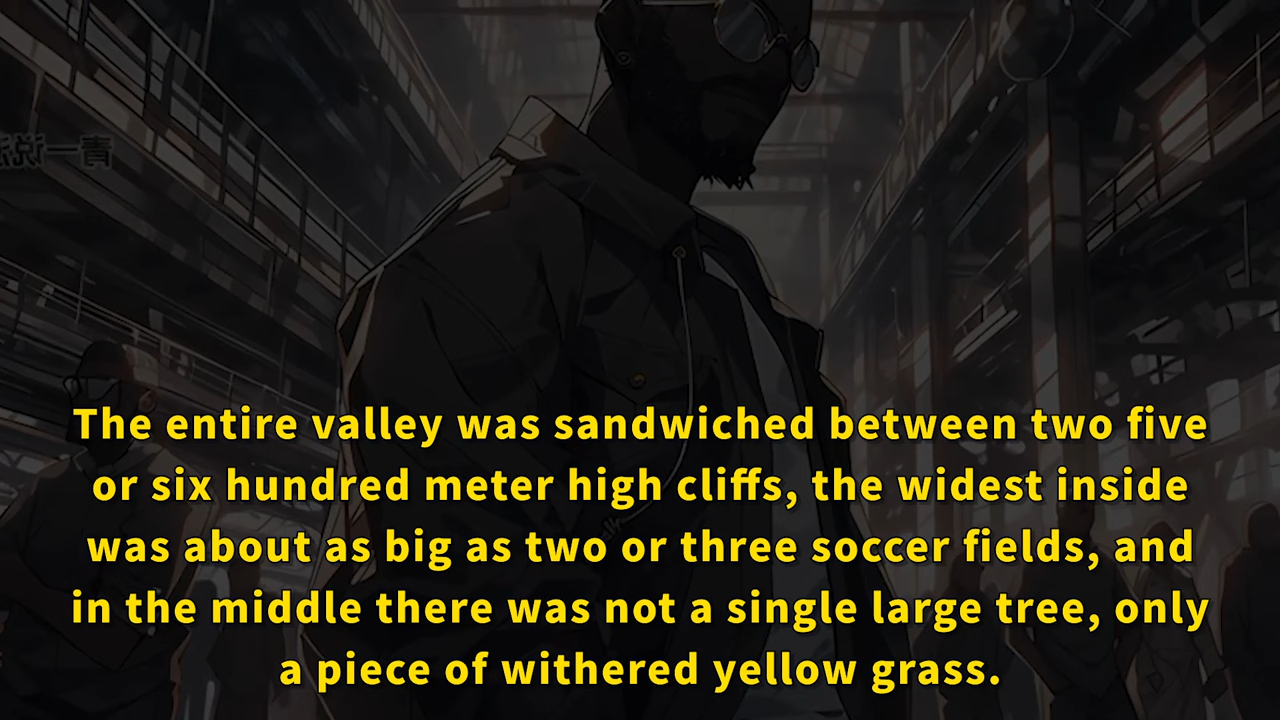 The entire valley was sandwiched between two five
or six hundred meter high cliffs, the widest inside
was about as big as two or three soccer fields, and
in the middle there was not a single large tree, only
a piece of withered yellow grass.